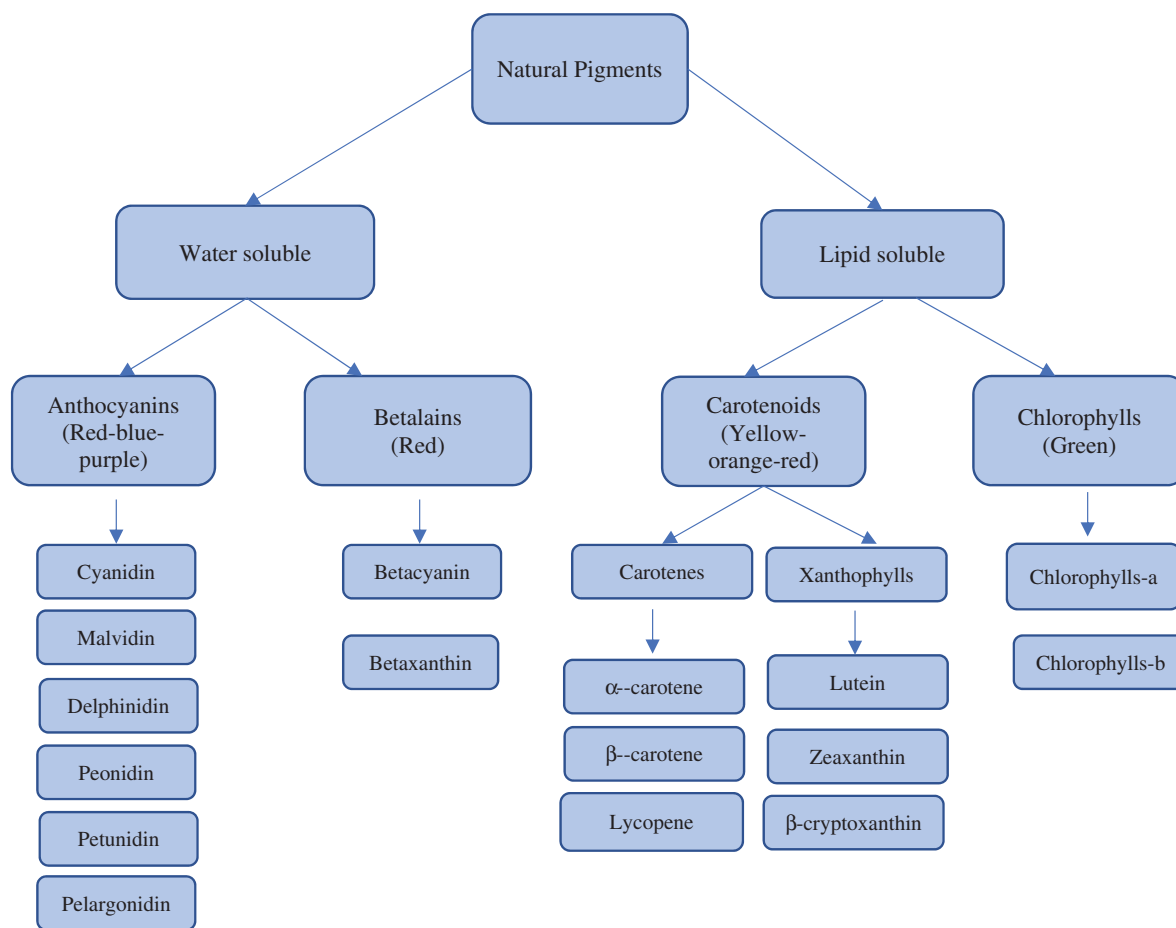 Natural Pigments
Water soluble
Lipid soluble
Anthocyanins
(Red-blue-
purple)
Betalains
(Red)
Carotenoids
(Yellow-
orange-red)
Chlorophylls
(Green)
Cyanidin
Malvidin
Delphinidin
Peonidin
Petunidin
Pelargonidin
Betacyanin
Betaxanthin
Carotenes
α--carotene
β--carotene
Lycopene
Xanthophylls
Lutein
Zeaxanthin
β-cryptoxanthin
Chlorophylls-a
Chlorophylls-b